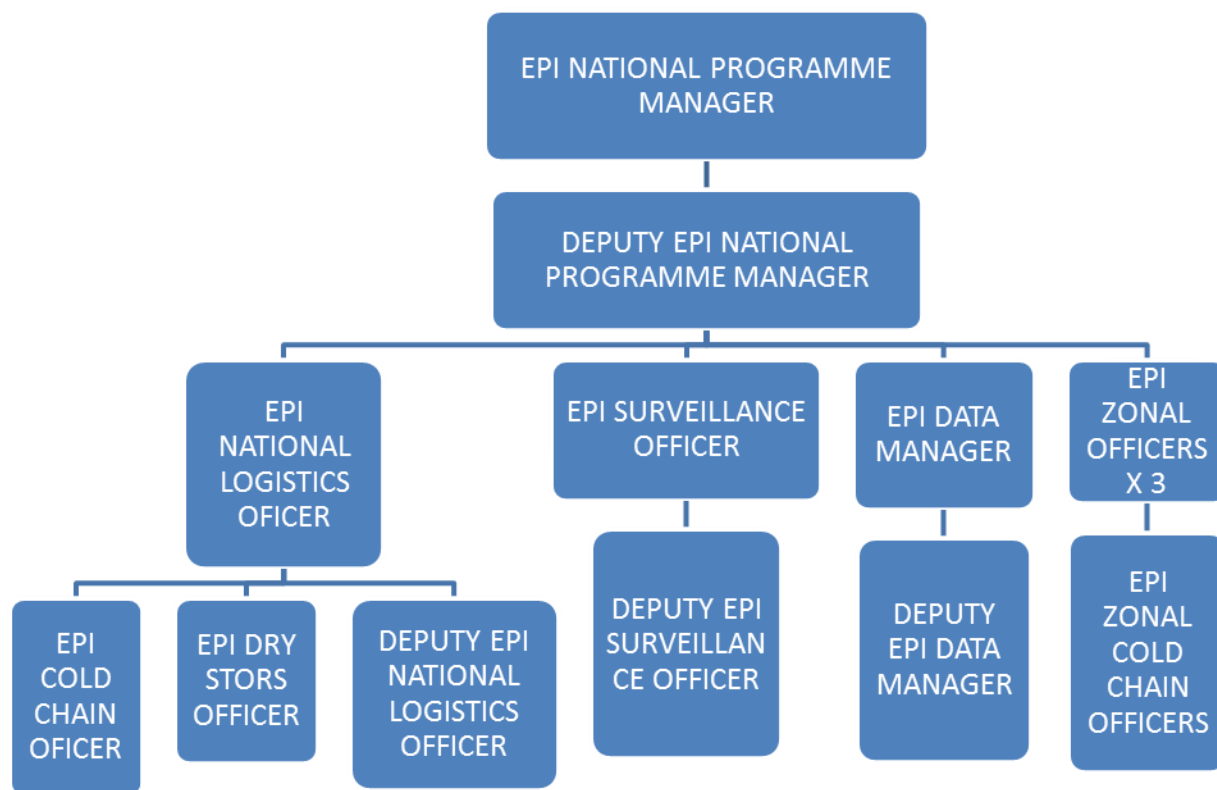 EPI NATIONAL PROGRAMME
MANAGER
DEPUTY EPI NATIONAL
PROGRAMME MANAGER
EPI
NATIONAL
LOGISTICS
OFICER
EPI SURVEILLANCE
OFFICER
EPI DATA
MANAGER
EPI
ZONAL
OFFICERS
X 3
EPI
COLD
CHAIN
OFICER
EPI DRY
STORS
OFFICER
DEPUTY EPI
NATIONAL
LOGISTICS
OFFICER
DEPUTY EPI
SURVEILLAN
CE OFFICER
DEPUTY
EPI DATA
MANAGER
EPI
ZONAL
COLD
CHAIN
OFFICERS